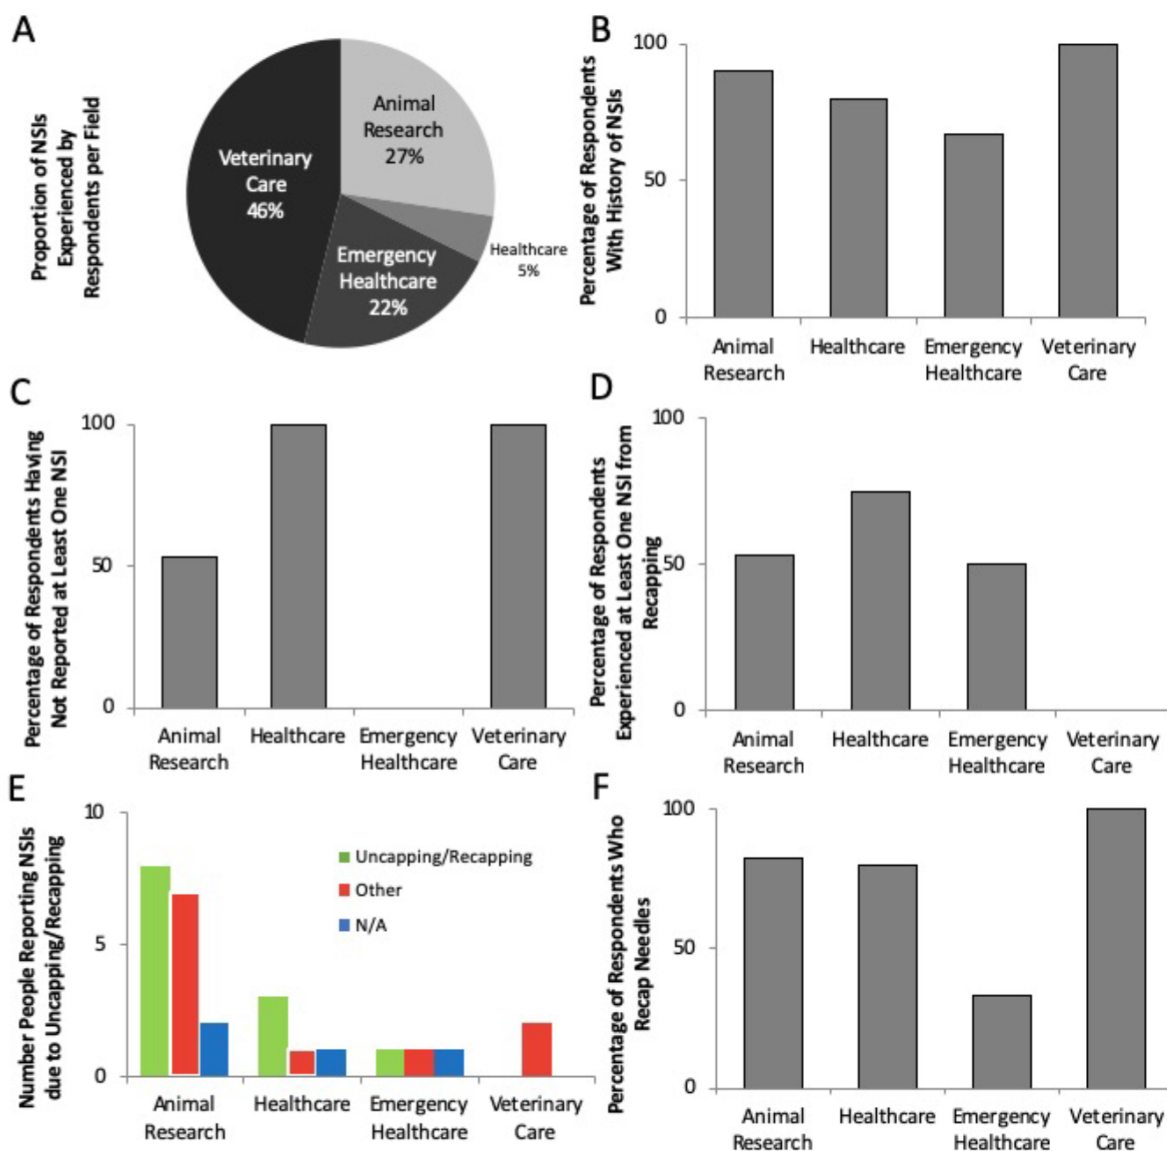 A
Proportion of NSIs
Experienced by
Respondents per Field
Veterinary
Care
46%
Animal
Research
27%
Healthcare
5%
Emergency
Healthcare
22%
B
Percentage of Respondents
With History of NSIs
100
50
0
Animal
Research
Healthcare
Emergency
Healthcare
Veterinary
Care
C
Percentage of Respondents Having
Not Reported at Least One NSI
100
50
0
Animal
Research
Healthcare
Emergency
Healthcare
Veterinary
Care
D
Percentage of Respondents
Experienced at Least One NSI from
Recapping
100
50
0
Animal
Research
Healthcare
Emergency
Healthcare
Veterinary
Care
E
Number People Reporting NSIs
due to Uncapping/Recapping
10
5
0
Uncapping/Recapping
Other
N/A
Animal
Research
Healthcare
Emergency
Healthcare
Veterinary
Care
F
Percentage of Respondents Who
Recap Needles
100
50
0
Animal
Research
Healthcare
Emergency
Healthcare
Veterinary
Care